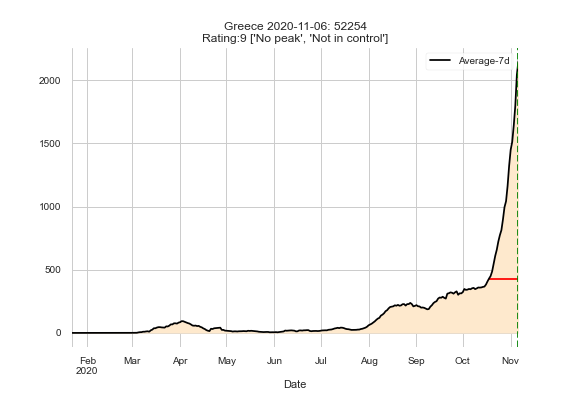 Greece 2020-11-06: 52254
Rating:9 ['No peak', 'Not in control']
Average-7d
2000
1500
1000
500
0
Feb Mar Apr May Jun Jul Aug Sep Oct Nov
2020
Date